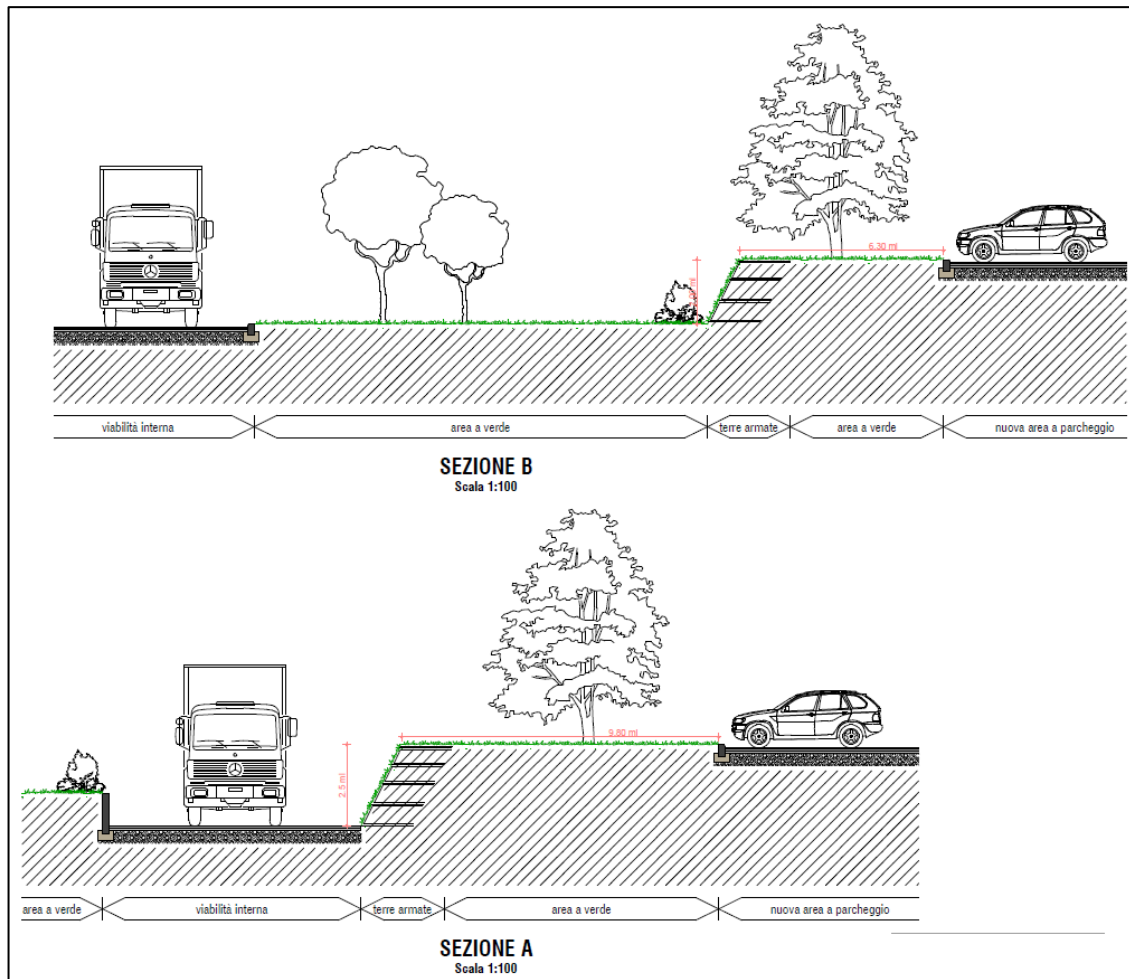 6.30 ml
viabilità interna
area a verde
terre armate
area a verde
nuova area a parcheggio
SEZIONE B
Scala 1:100
9.80 ml
2.5 ml
area a verde
viabilità interna
terre armate
area a verde
nuova area a parcheggio
SEZIONE A
Scala 1:100